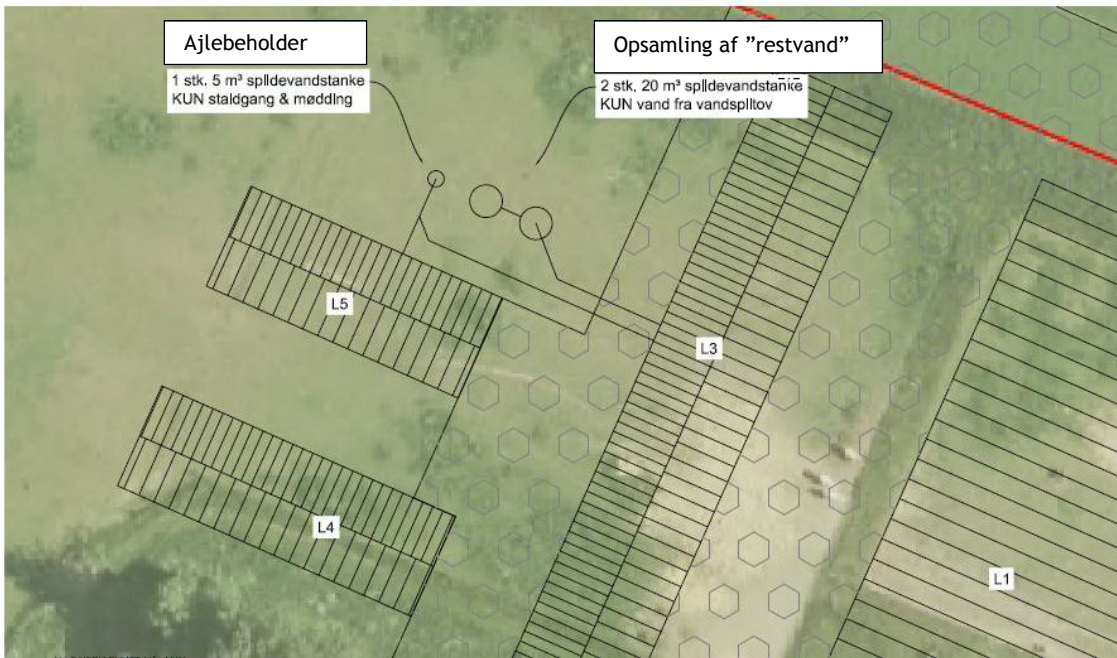 Ajlebeholder
1 stk. 5 m³ spildevandstanke
KUN staldgang & mødding
Opsamling af ”restvand”
2 stk. 20 m³ spildevandstanke
KUN vand fra vandspiltov
L5
L3
L4
L1